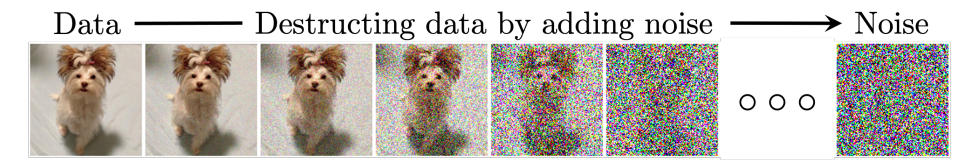 Data Destructing data by adding noise Noise